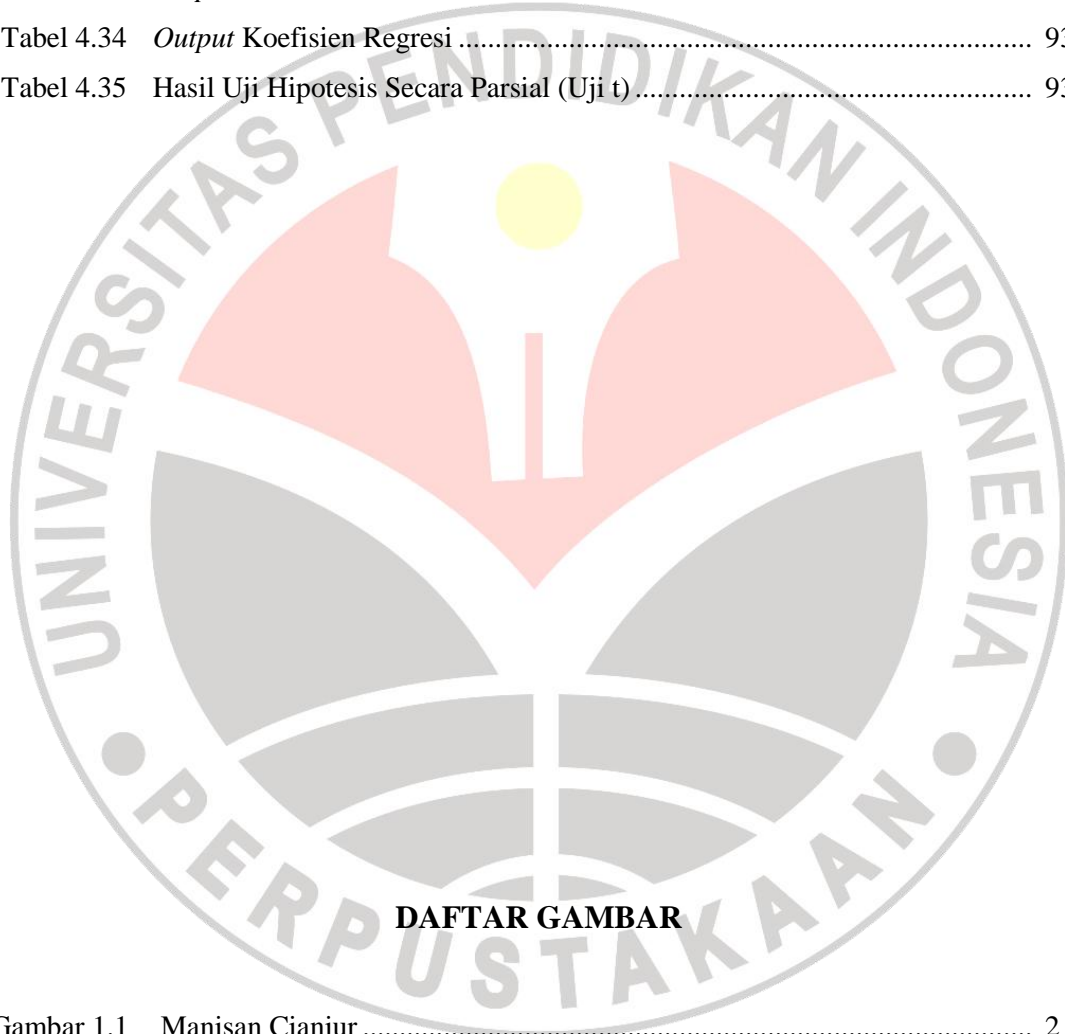 Tabel 4.34 Output Koefisien Regresi ........................................................................... 93
Tabel 4.35 Hasil Uji Hipotesis Secara Parsial (Uji t) .................................................... 93
UNIVERSITAS PENDIDIKAN INDONESIA
PERPUSTAKAAN
DAFTAR GAMBAR
Gambar 1.1 Manisan Cianjur ........................................................................................ 2